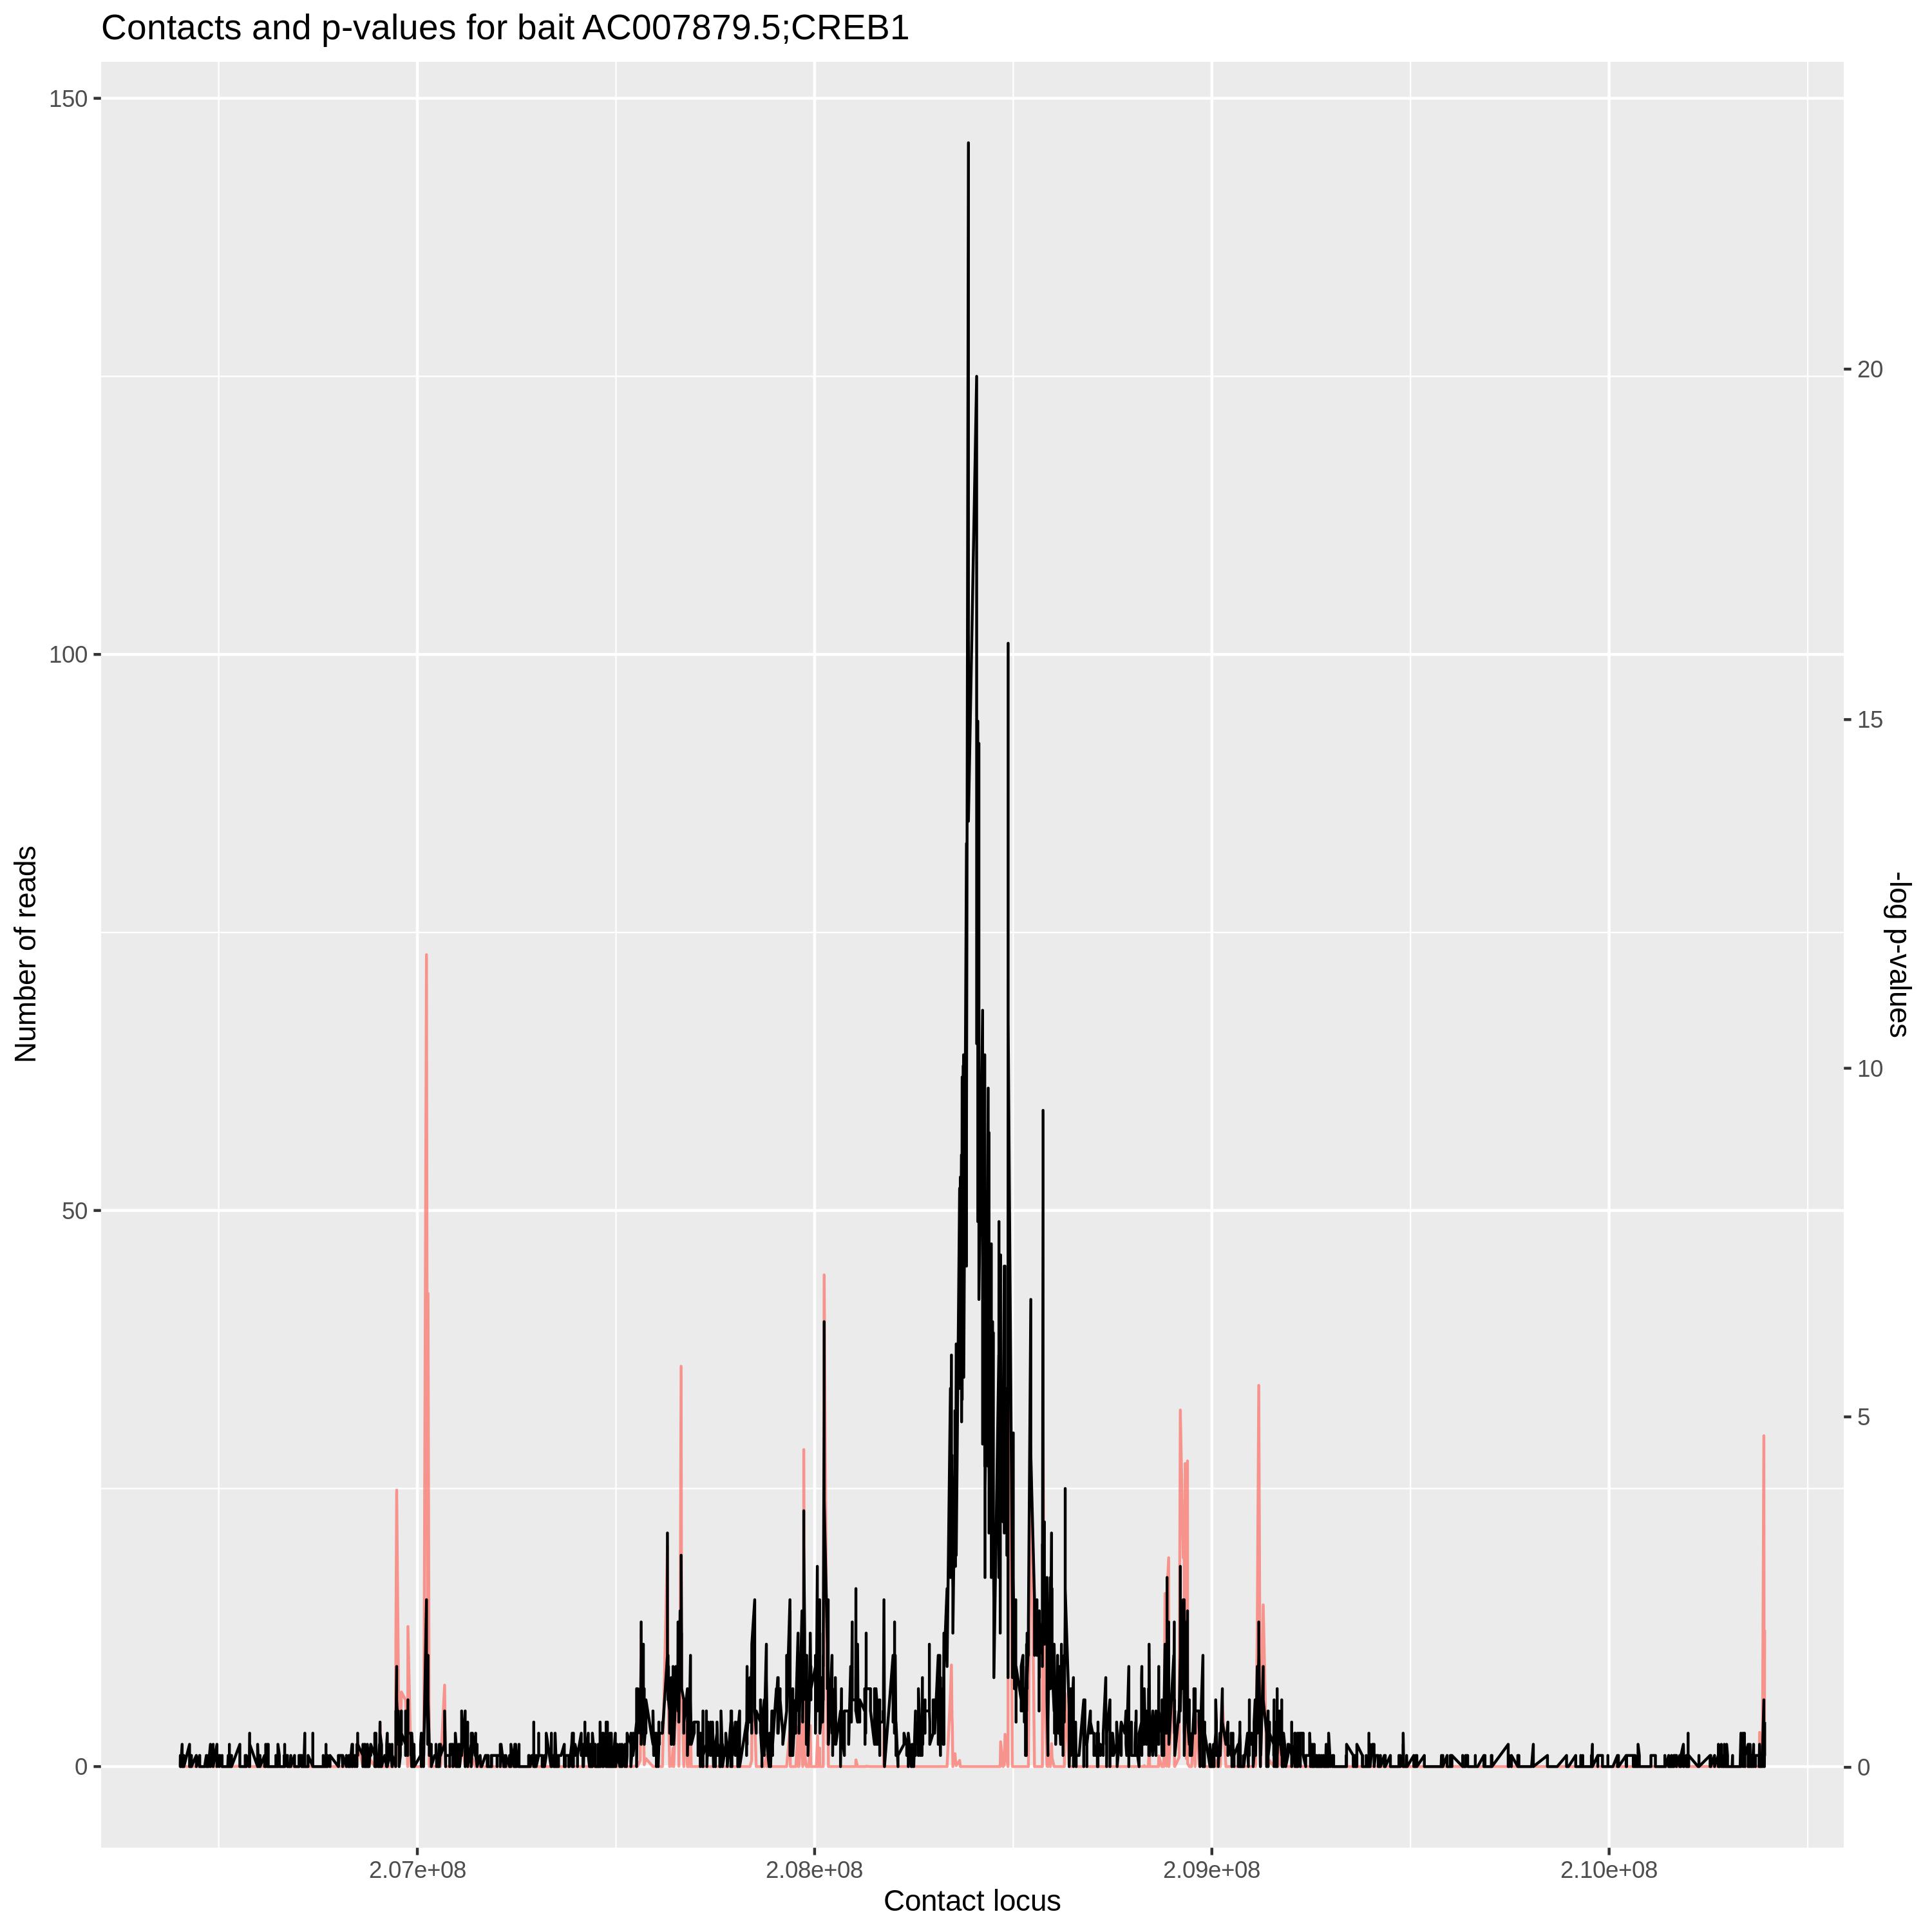 Contacts and p-values for bait AC007879.5;CREB1
150
100
50
0
Number of reads
20
15
10
5
0
-log p-values
2.07e+08
2.08e+08
2.09e+08
2.10e+08
Contact locus